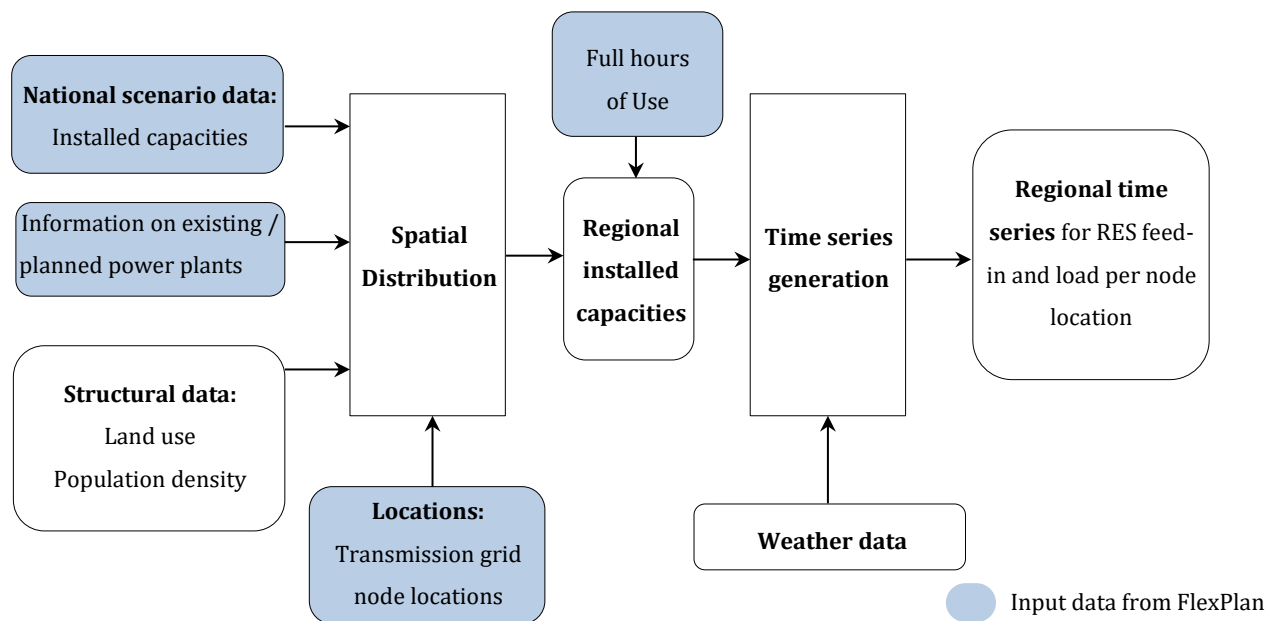 National scenario data:
Installed capacities
Information on existing /
planned power plants
Structural data:
Land use
Population density
Spatial
Distribution
Locations:
Transmission grid
node locations
Full hours
of Use
Regional
installed
capacities
Time series
generation
Weather data
Regional time
series for RES feed-
in and load per node
location
Input data from FlexPlan